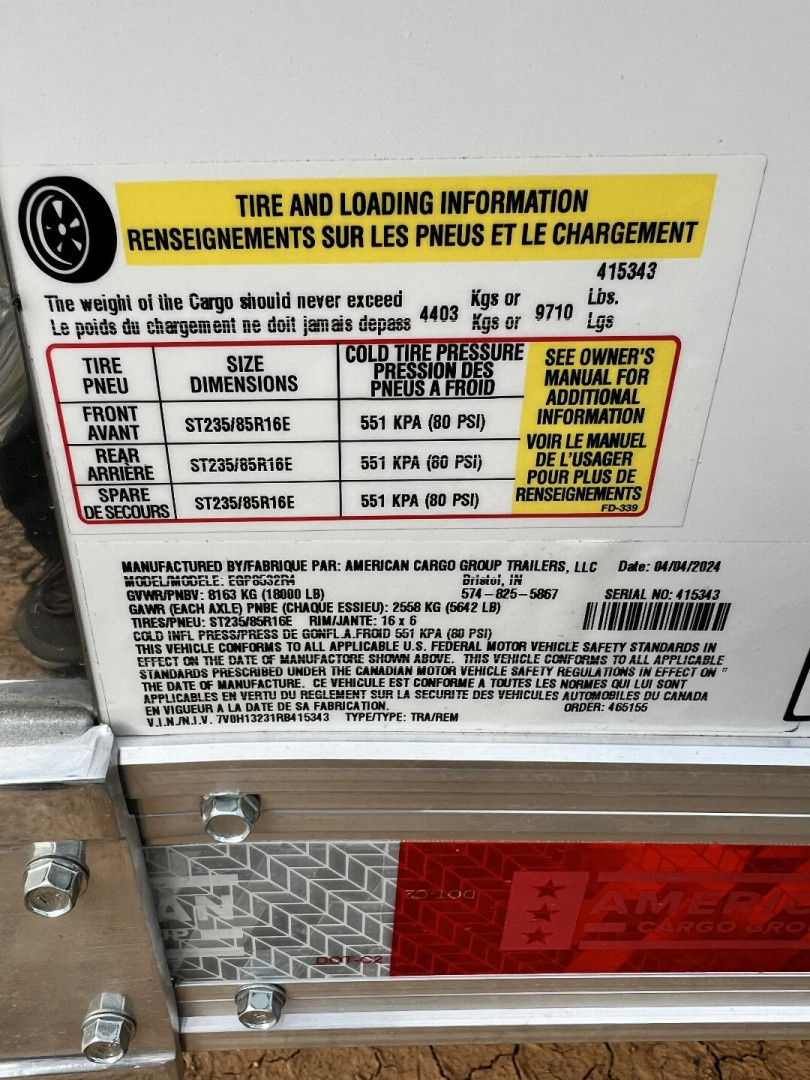 TIRE AND LOADING INFORMATION
RENSEIGNEMENTS SUR LES PNEUS ET LE CHARGEMENT
415343
The weight of the Cargo should never exceed 4403 Kgs or 9710 Lbs.
Le poids du chargement ne doit jamais depass Kgs or Lgs
TIRE PNEU SIZE DIMENSIONS COLD TIRE PRESSURE PRESSION DES PNEUS A FROID
FRONT AVANT ST235/85R16E 551 KPA (80 PSI)
REAR ARRIÈRE ST235/85R16E 551 KPA (80 PSI)
SPARE DE SECOURS ST235/85R16E 551 KPA (80 PSI)
SEE OWNER'S
MANUAL FOR
ADDITIONAL
INFORMATION
VOIR LE MANUEL
DE L'USAGER
POUR PLUS DE
RENSEIGNEMENTS
FD-339
MANUFACTURED BY/FABRIQUE PAR: AMERICAN CARGO GROUP TRAILERS, LLC Date: 04/04/2024
MODEL/MODELE: EGP8532R4 Bristol, IN
GVWR/PNBV: 8163 KG (18000 LB) 574-825-5867 SERIAL NO: 415343
GAWR (EACH AXLE) PNBE (CHAQUE ESSIEU): 2558 KG (5642 LB)
TIRES/PNEU: ST235/85R16E RIM/JANTE: 16 x 6
COLD INFL PRESS/PRESS DE GONFL.A.FROID 551 KPA (80 PSI)
THIS VEHICLE CONFORMS TO ALL APPLICABLE U.S. FEDERAL MOTOR VEHICLE SAFETY STANDARDS IN
EFFECT ON THE DATE OF MANUFACTORE SHOWN ABOVE. THIS VEHICLE CONFORMS TO ALL APPLICABLE
STANDARDS PRESCRIBED UNDER THE CANADIAN MOTOR VEHICLE SAFETY REGULATIONS IN EFFECT ON "
THE DATE OF MANUFACTURE. CE VEHICULE EST CONFORME A TOUTES LES NORMES QUI LUI SONT
APPLICABLES EN VERTU DU REGLEMENT SUR LA SECURITE DES VEHICULES AUTOMOBILES DU CANADA
EN VIGUEUR A LA DATE DE SA FABRICATION. ORDER: 465155
V.I.N./N.I.V. 7V0H13231RB415343 TYPE/TYPE: TRA/REM
DOT-C2
AMERIC
CARGO GRO
AN
P
DOT-C2